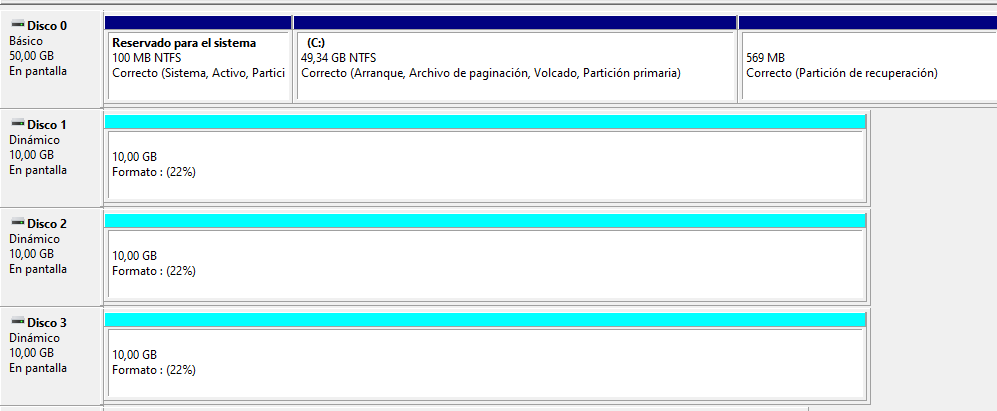 Disco 0
Básico
50,00 GB
En pantalla
Reservado para el sistema
100 MB NTFS
Correcto (Sistema, Activo, Partici
(C:)
49,34 GB NTFS
Correcto (Arranque, Archivo de paginación, Volcado, Partición primaria)
569 MB
Correcto (Partición de recuperación)
Disco 1
Dinámico
10,00 GB
En pantalla
10,00 GB
Formato : (22%)
Disco 2
Dinámico
10,00 GB
En pantalla
10,00 GB
Formato : (22%)
Disco 3
Dinámico
10,00 GB
En pantalla
10,00 GB
Formato : (22%)